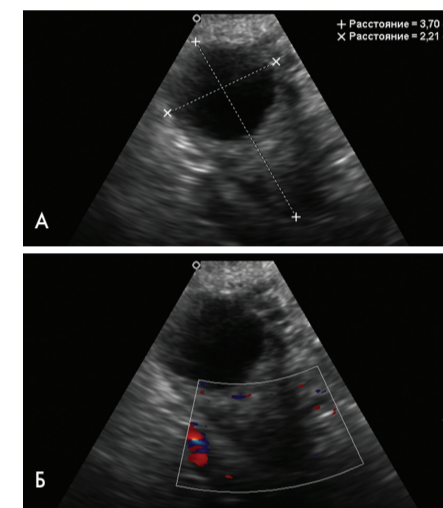 + Расстояние = 3,70
× Расстояние = 2,21
А
Б